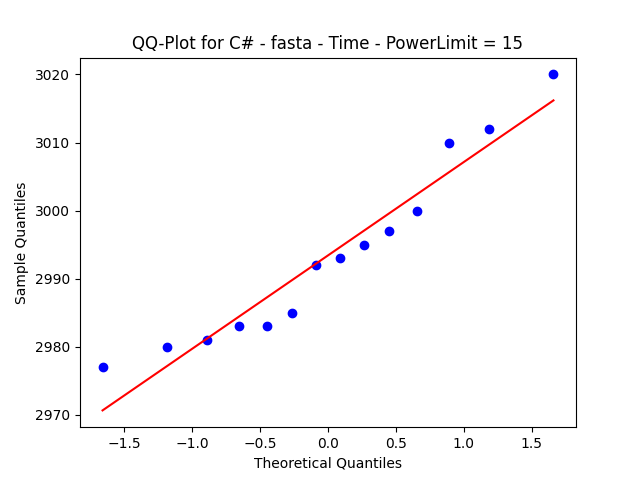 QQ-Plot for C# - fasta - Time - PowerLimit = 15
3020
3010
3000
2990
2980
2970
Sample Quantiles
−1.5 −1.0 −0.5 0.0 0.5 1.0 1.5
Theoretical Quantiles